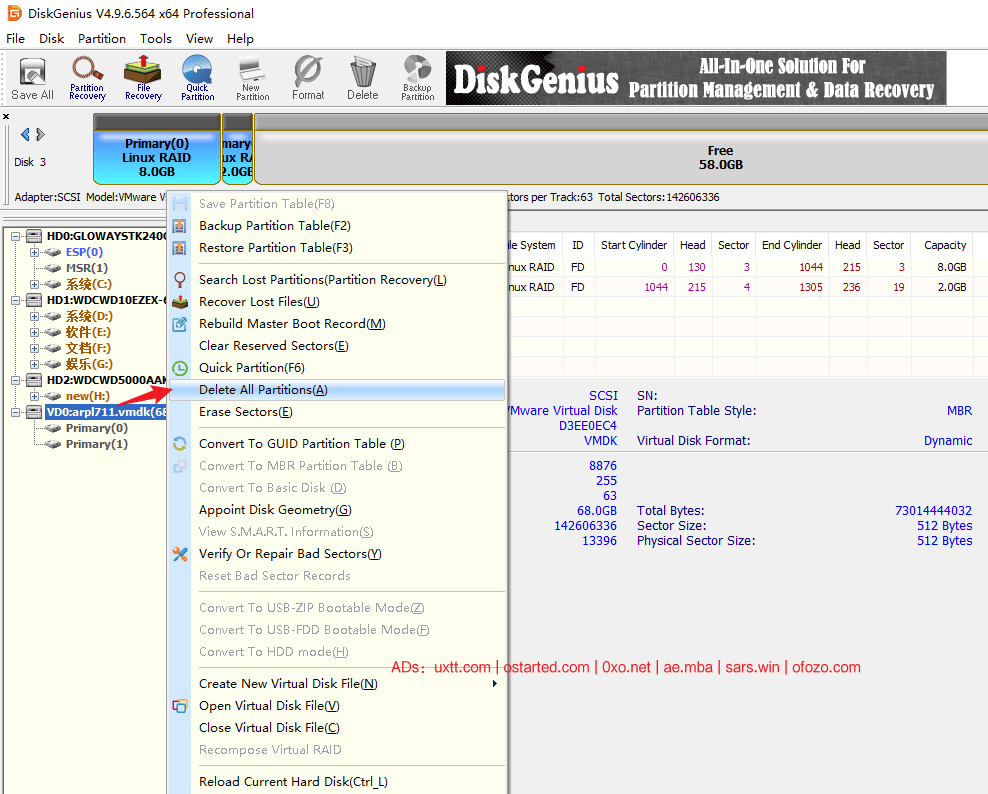 DiskGenius V4.9.6.564 x64 Professional
File Disk Partition Tools View Help
Save All
Partition Recovery
File Recovery
Quick Partition
New Partition
Format
Delete
Backup Partition
DiskGenius
All-In-One Solution For
Partition Management & Data Recovery
Disk 3
Primary(0)
Linux RAID
8.0GB
Free
58.0GB
Adapter:SCSI Model:VMware
per Track:63 Total Sectors:142606336
HD0:GLOWAYSTK240
ESP(0)
MSR(1)
系统(C:)
HD1:WDCWD10EZEX-
系统(D:)
软件(E:)
文档(F:)
娱乐(G:)
HD2:WDCWD5000AA
new(H:)
VD0:arpl711.vmdk(68
Primary(0)
Primary(1)
Save Partition Table(F8)
Backup Partition Table(F2)
Restore Partition Table(F3)
Search Lost Partitions(Partition Recovery(L)
Recover Lost Files(U)
Rebuild Master Boot Record(M)
Clear Reserved Sectors(E)
Quick Partition(F6)
Delete All Partitions(A)
Erase Sectors(E)
Convert To GUID Partition Table (P)
Convert To MBR Partition Table (B)
Convert To Basic Disk (D)
Appoint Disk Geometry(G)
View S.M.A.R.T. Information(S)
Verify Or Repair Bad Sectors(Y)
Reset Bad Sector Records
Convert To USB-ZIP Bootable Mode(Z)
Convert To USB-FDD Bootable Mode(F)
Convert To HDD mode(H)
Create New Virtual Disk File(N)
Open Virtual Disk File(V)
Close Virtual Disk File(C)
Recompose Virtual RAID
Reload Current Hard Disk(Ctrl_L)
System ID Start Cylinder Head Sector End Cylinder Head Sector Capacity
RAID FD 0 130 3 1044 215 3 8.0GB
RAID FD 1044 215 4 1305 236 19 2.0GB
SCSI SN:
VMware Virtual Disk Partition Table Style: MBR
D3EE0EC4
VMDK Virtual Disk Format: Dynamic
8876
255
63
68.0GB Total Bytes: 73014444032
142606336 Sector Size: 512 Bytes
13396 Physical Sector Size: 512 Bytes
ADs: uxtt.com | ostarted.com | 0xo.net | ae.mba | sars.win | ofozo.com